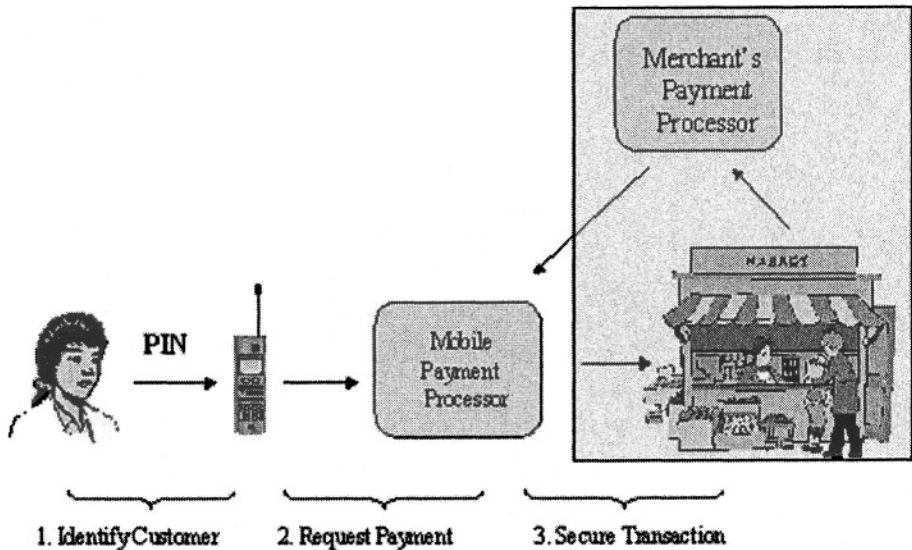 Merchant's
Payment
Processor
PIN
Mobile
Payment
Processor
1. Identify Customer
2. Request Payment
3. Secure Transaction